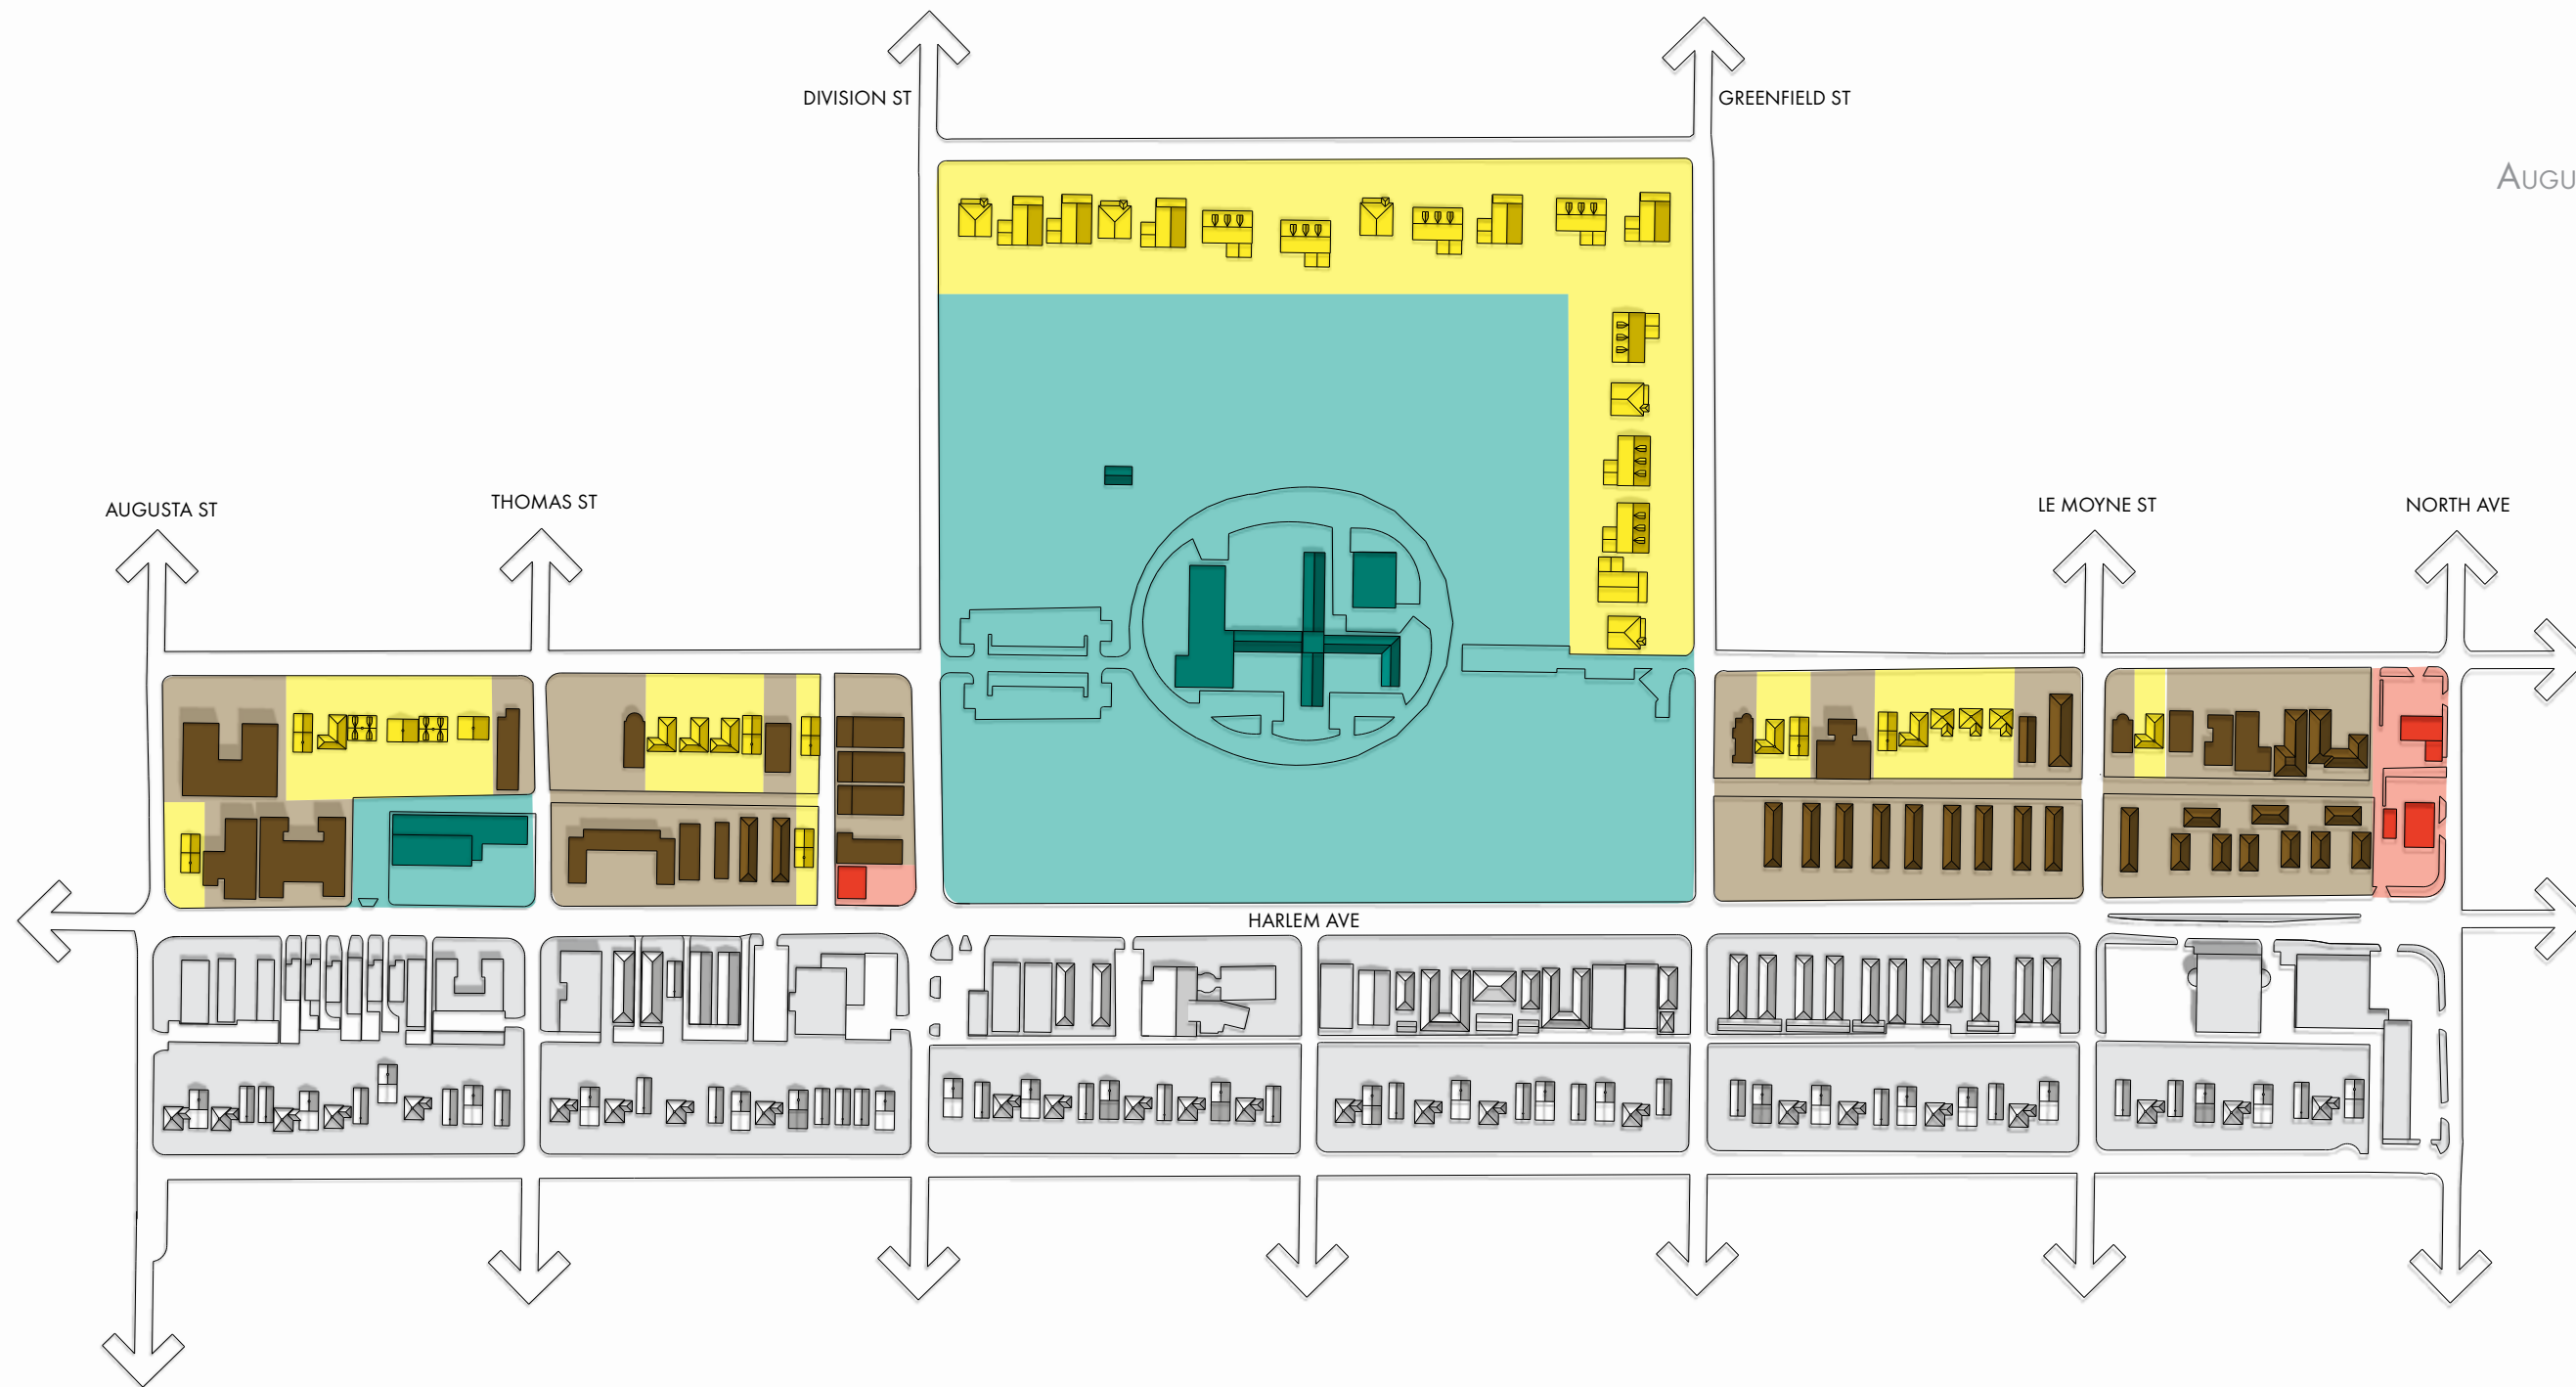 DIVISION ST
GREENFIELD ST
AUGU
AUGUSTA ST
THOMAS ST
LE MOYNE ST
NORTH AVE
HARLEM AVE